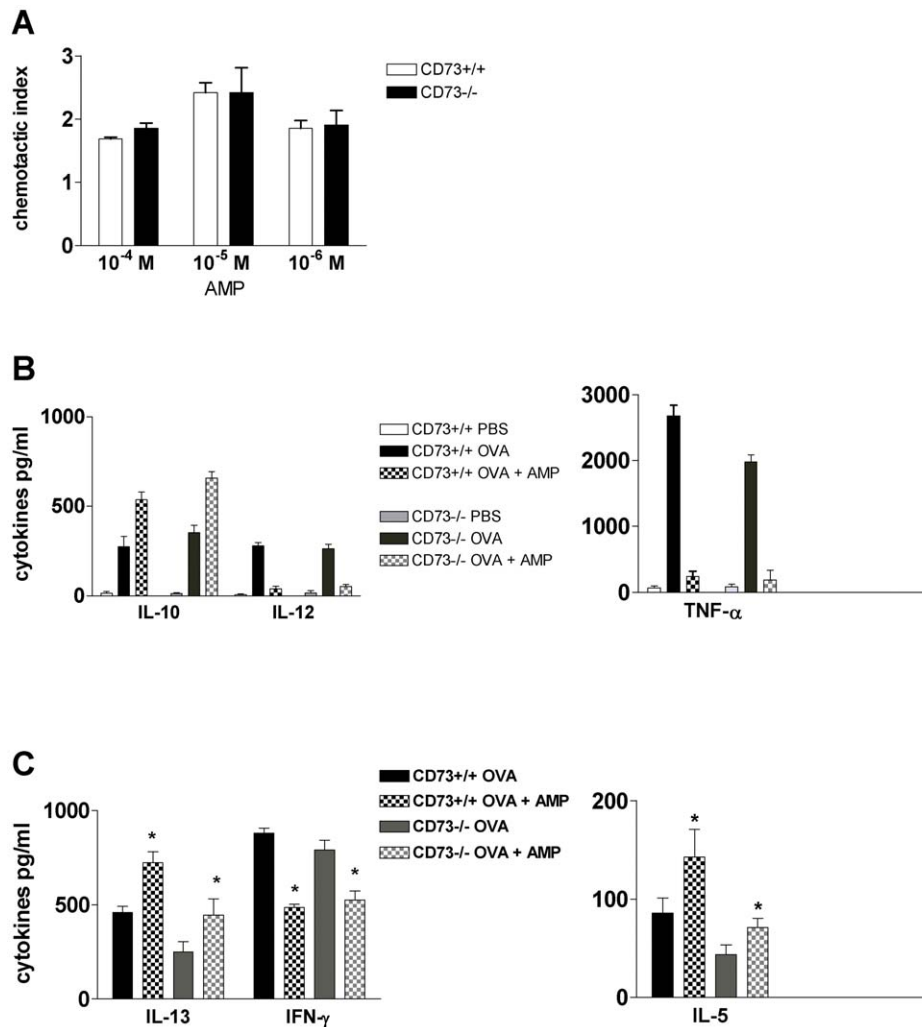 A
chemotactic index
3
2
1
0
10⁻⁴ M
10⁻⁵ M
10⁻⁶ M
AMP
CD73+/+
CD73-/-
B
cytokines pg/ml
1000
500
0
IL-10
IL-12
CD73+/+ PBS
CD73+/+ OVA
CD73+/+ OVA + AMP
CD73-/- PBS
CD73-/- OVA
CD73-/- OVA + AMP
3000
2000
1000
0
TNF-α
C
cytokines pg/ml
1000
500
0
*
*
*
*
IL-13
IFN-γ
CD73+/+ OVA
CD73+/+ OVA + AMP
CD73-/- OVA
CD73-/- OVA + AMP
200
100
0
*
*
IL-5